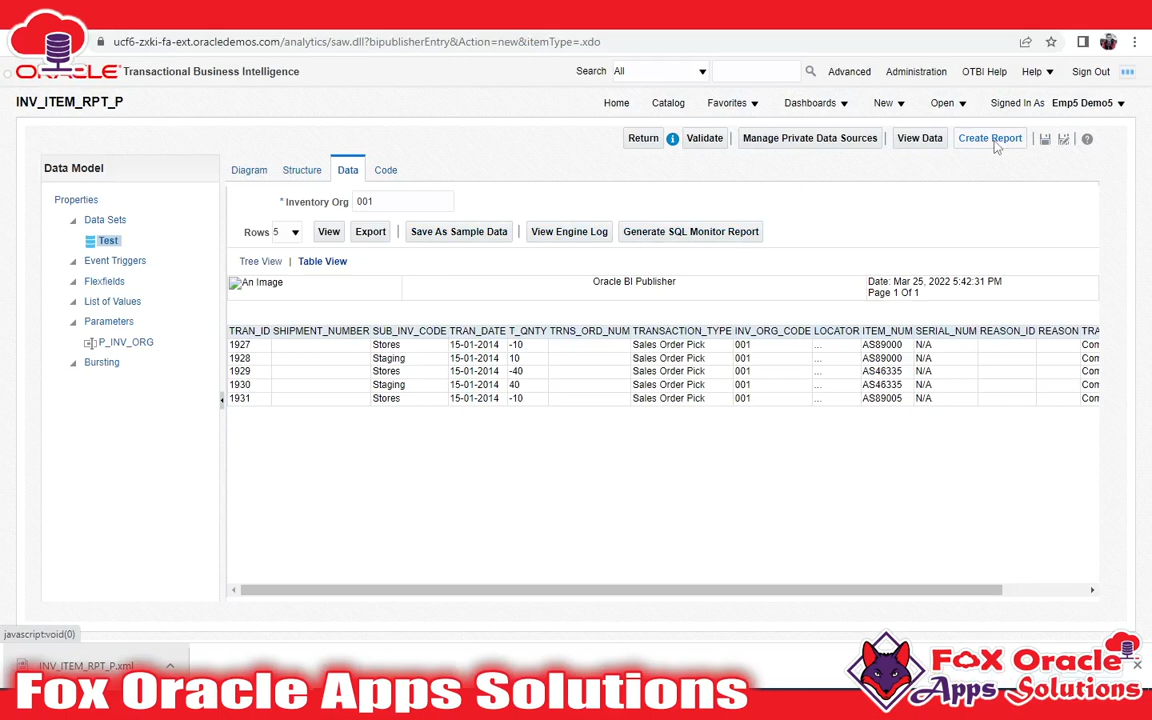 ucf6-zxki-fa-ext.oracledemos.com/analytics/saw.dll?bipublisherEntry&Action=new&itemType=.xdo
ORACLE Transactional Business Intelligence Search All Advanced Administration OTBI Help Help Sign Out
INV_ITEM_RPT_P Home Catalog Favorites Dashboards New Open Signed In As Emp5 Demo5
Return Validate Manage Private Data Sources View Data Create Report
Data Model
Properties
Data Sets
Test
Event Triggers
Flexfields
List of Values
Parameters
P_INV_ORG
Bursting
Diagram Structure Data Code
* Inventory Org 001
Rows 5 View Export Save As Sample Data View Engine Log Generate SQL Monitor Report
Tree View | Table View
An Image Oracle BI Publisher Date: Mar 25, 2022 5:42:31 PM
Page 1 Of 1
TRAN_ID SHIPMENT_NUMBER SUB_INV_CODE TRAN_DATE T_QNTY TRNS_ORD_NUM TRANSACTION_TYPE INV_ORG_CODE LOCATOR ITEM_NUM SERIAL_NUM REASON_ID REASON TRA
1927 Stores 15-01-2014 -10 Sales Order Pick 001 ... AS89000 N/A Com
1928 Staging 15-01-2014 10 Sales Order Pick 001 ... AS89000 N/A Com
1929 Stores 15-01-2014 -40 Sales Order Pick 001 ... AS46335 N/A Com
1930 Staging 15-01-2014 40 Sales Order Pick 001 ... AS46335 N/A Com
1931 Stores 15-01-2014 -10 Sales Order Pick 001 ... AS89005 N/A Com
javascript:void(0)
INV_ITEM_RPT_P.xml
Fox Oracle Apps Solutions
Fox Oracle
Apps Solutions